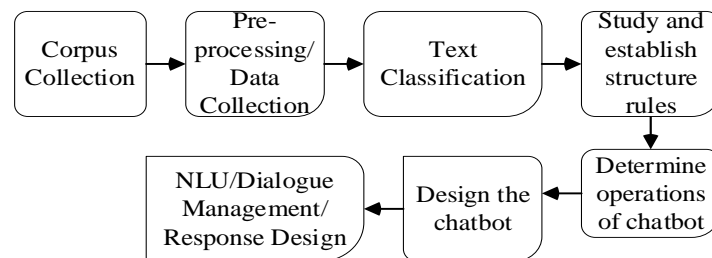 Corpus
Collection
Pre-
processing/
Data
Collection
Text
Classification
Study and
establish
structure
rules
Determine
operations
of chatbot
Design the
chatbot
NLU/Dialogue
Management/
Response Design